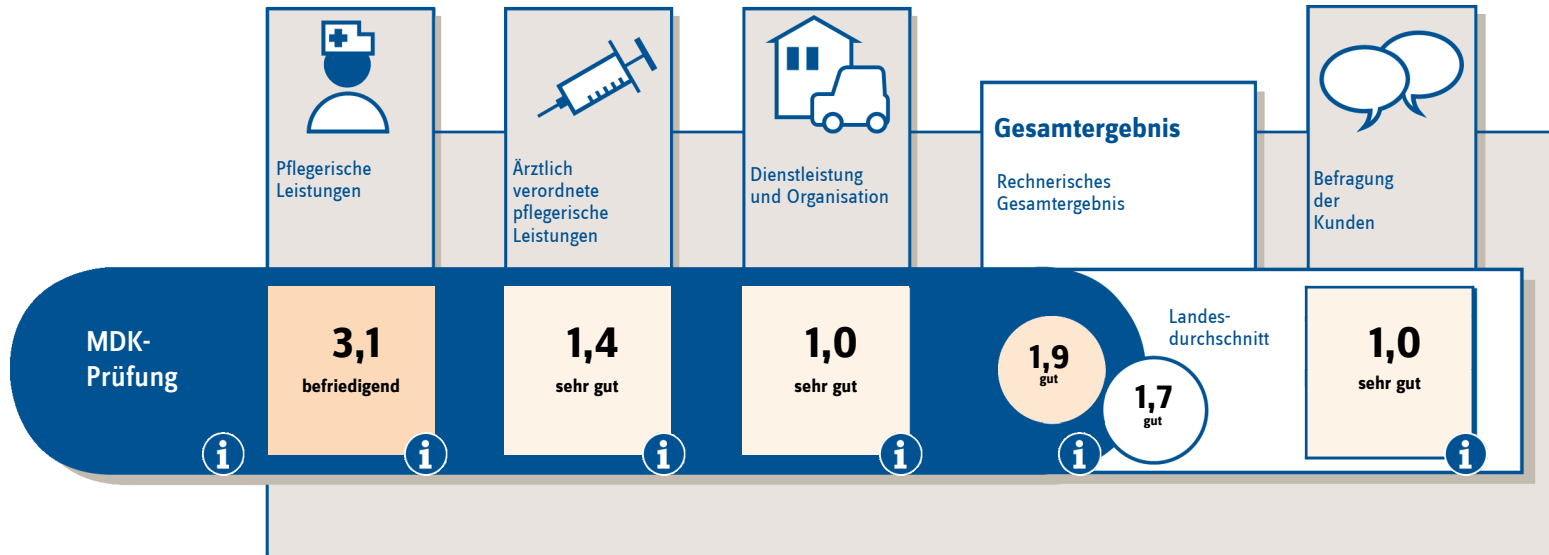 Pflegerische
Leistungen
Ärztlich
verordnete
pflegerische
Leistungen
Dienstleistung
und Organisation
Gesamtergebnis
Rechnerisches
Gesamtergebnis
Befragung
der
Kunden
MDK-
Prüfung
3,1
befriedigend
1,4
sehr gut
1,0
sehr gut
1,9
gut
Landes-
durchschnitt
1,7
gut
1,0
sehr gut
i
i
i
i
i
i